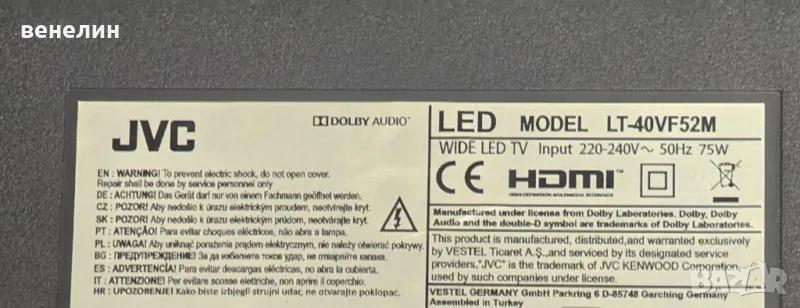 венелин
JVC
DOLBY AUDIO™
EN : WARNING! To prevent electric shock, do not open cover.
Repair shall be done by service personnel only
DE : ACHTUNG! Das Gerät darf nur von einem Fachmann geöffnet werden.
CZ : POZOR! Aby nedošlo k úrazu elektrickým proudem, neotvírejte kryt.
SK : POZOR! Aby nedošlo k úrazu elektrickým prúdom, neotvárajte kryt.
PT : ATENÇÃO! Para evitar choques eléctricos, não abra a tampa.
PL : UWAGA! Aby uniknąć porażenia prądem elektrycznym, nie należy otwierać pokrywy.
BG : ПРЕДУПРЕЖДЕНИЕ! За да избегнете токов удар, не отваряйте капака.
ES : ADVERTENCIA! Para evitar descargas eléctricas, no abra la cubierta.
IT : ATTENZIONE! Per evitare scosse elettriche, non aprire il coperchio.
HR : UPOZORENJE! Kako biste izbjegli strujni udar, ne otvarajte poklopac.
LED MODEL LT-40VF52M
WIDE LED TV Input 220-240V~ 50Hz 75W
CE HDMI
HIGH-DEFINITION MULTIMEDIA INTERFACE
Manufactured under license from Dolby Laboratories. Dolby, Dolby
Audio and the double-D symbol are trademarks of Dolby Laboratories.
This product is manufactured, distributed,and warranted exclusively
by VESTEL Ticaret A.Ş.,and serviced by its designated service
providers."JVC" is the trademark of JVC KENWOOD Corporation
used by such companies under license.
VESTEL GERMANY GmbH Parkring 6 D-85748 Garching Germany
Assembled in Turkey
BAZAR